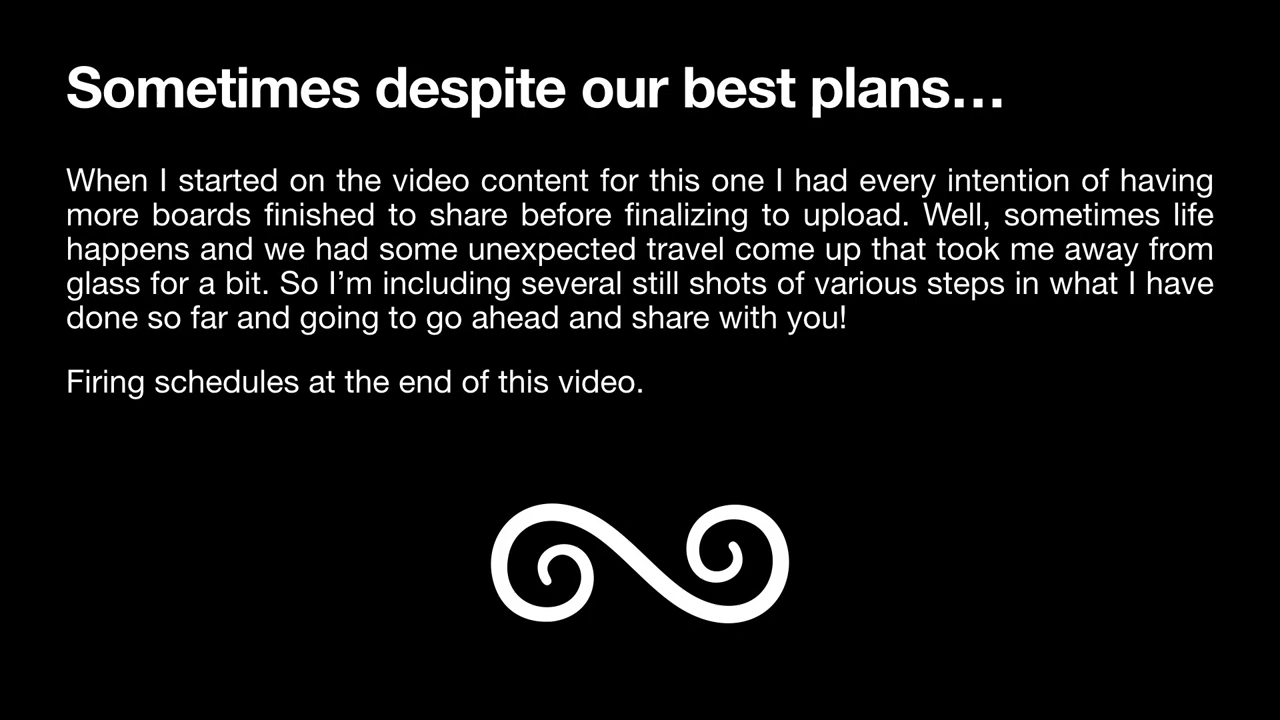 Sometimes despite our best plans…
When I started on the video content for this one I had every intention of having
more boards finished to share before finalizing to upload. Well, sometimes life
happens and we had some unexpected travel come up that took me away from
glass for a bit. So I’m including several still shots of various steps in what I have
done so far and going to go ahead and share with you!
Firing schedules at the end of this video.